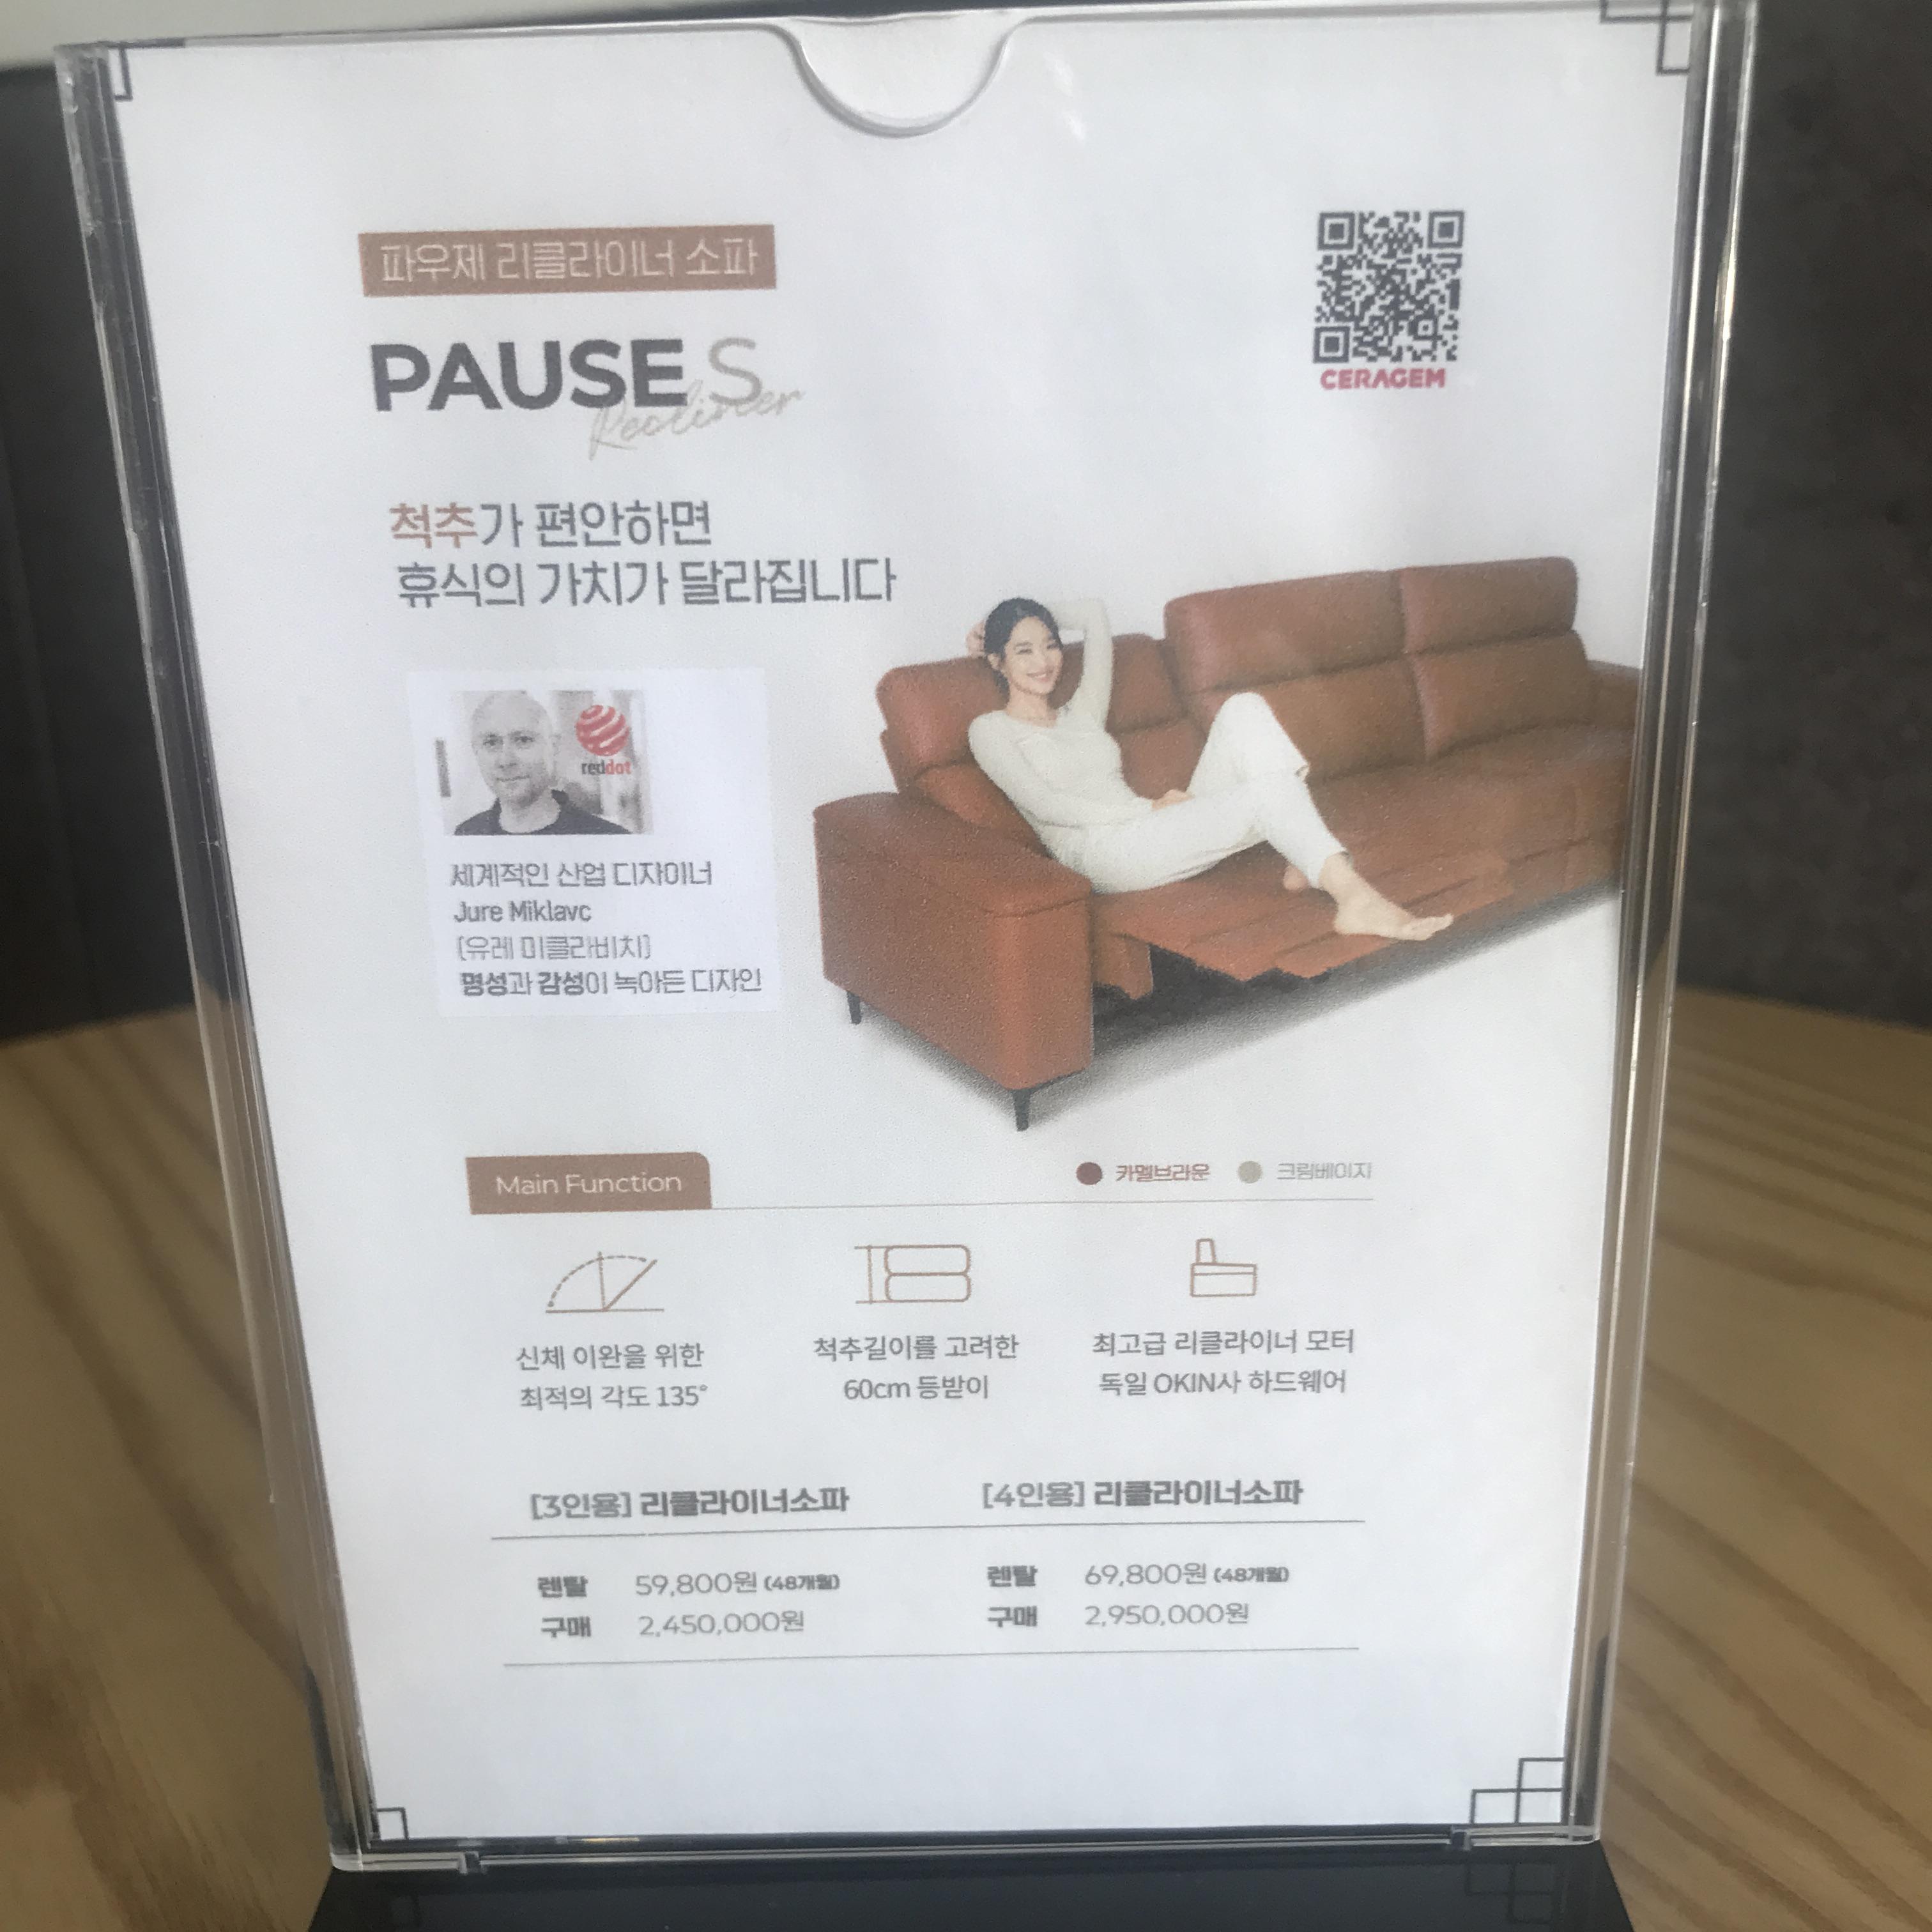 파우제 리클라이너 소파
PAUSE S
Recliner
CERAGEM
척추가 편안하면
휴식의 가치가 달라집니다
reddot
세계적인 산업 디자이너
Jure Miklavc
(유레 미클라비치)
명성과 감성이 녹아든 디자인
Main Function
카멜브라운 크림베이지
신체 이완을 위한
최적의 각도 135°
척추길이를 고려한
60cm 등받이
최고급 리클라이너 모터
독일 OKIN사 하드웨어
[3인용] 리클라이너소파
렌탈 59,800원 (48개월)
구매 2,450,000원
[4인용] 리클라이너소파
렌탈 69,800원 (48개월)
구매 2,950,000원